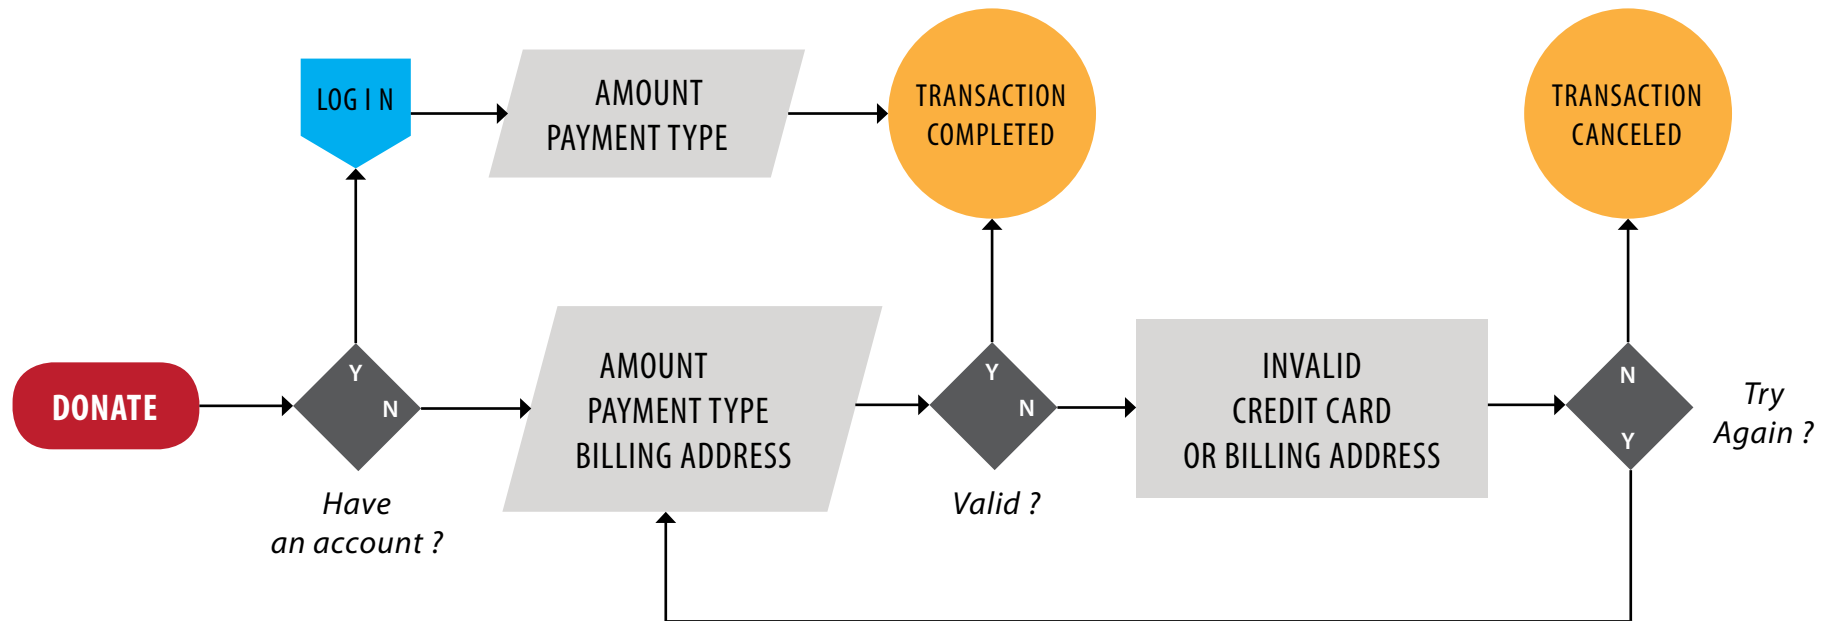 LOG I N
AMOUNT
PAYMENT TYPE
TRANSACTION
COMPLETED
TRANSACTION
CANCELED
DONATE
Y
N
Have
an account ?
AMOUNT
PAYMENT TYPE
BILLING ADDRESS
Y
N
Valid ?
INVALID
CREDIT CARD
OR BILLING ADDRESS
N
Y
Try
Again ?